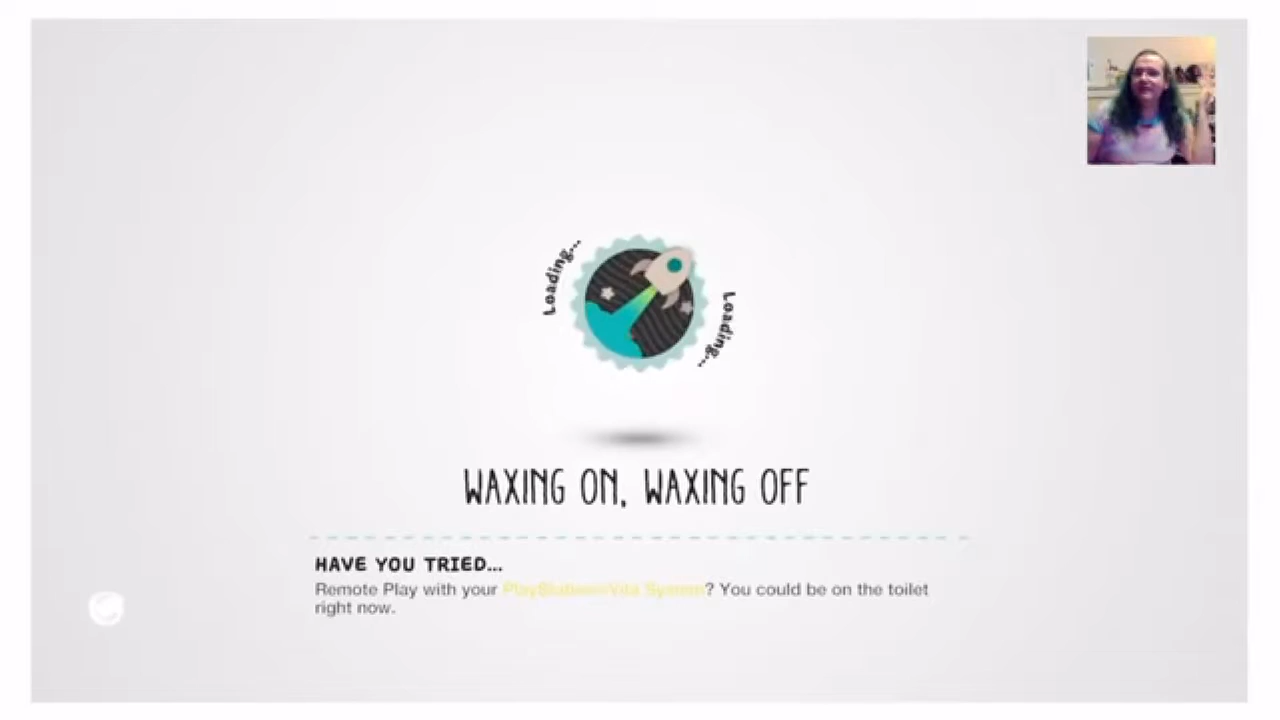 Loading...
Loading...
WAXING ON, WAXING OFF
HAVE YOU TRIED...
Remote Play with your PlayStation®Vita System? You could be on the toilet
right now.